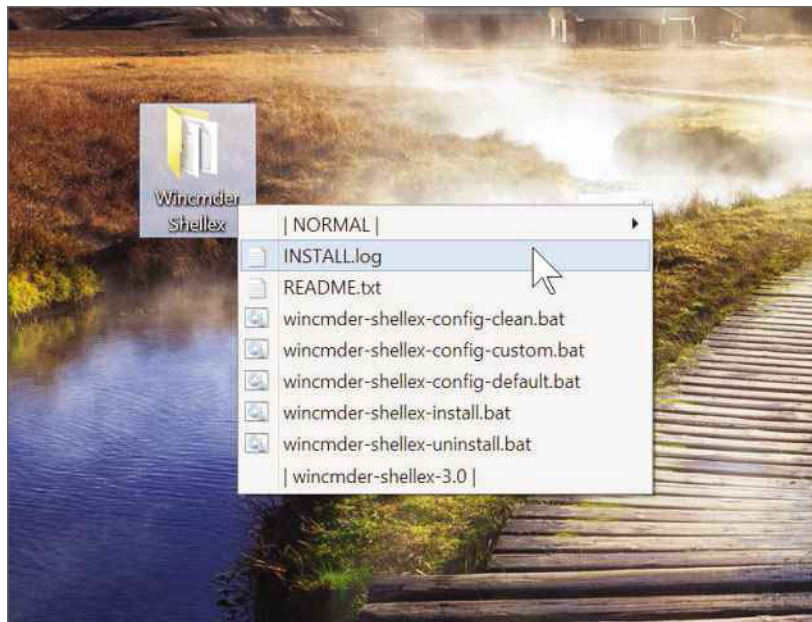 Wincmder
Shellex
| NORMAL |
INSTALL.log
README.txt
wincmder-shellex-config-clean.bat
wincmder-shellex-config-custom.bat
wincmder-shellex-config-default.bat
wincmder-shellex-install.bat
wincmder-shellex-uninstall.bat
| wincmder-shellex-3.0 |